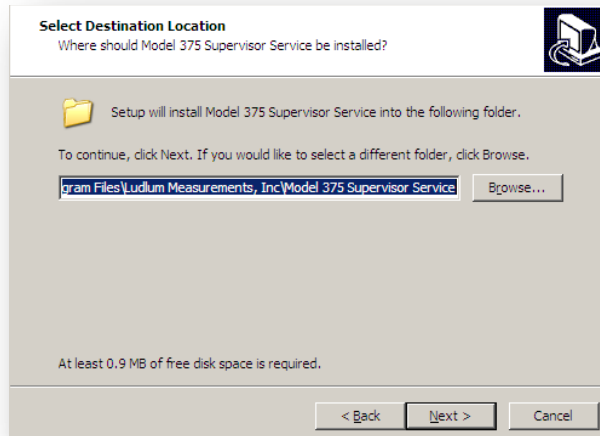 Select Destination Location
Where should Model 375 Supervisor Service be installed?
Setup will install Model 375 Supervisor Service into the following folder.
To continue, click Next. If you would like to select a different folder, click Browse.
gram Files\Ludlum Measurements, Inc\Model 375 Supervisor Service
Browse...
At least 0.9 MB of free disk space is required.
< Back
Next >
Cancel